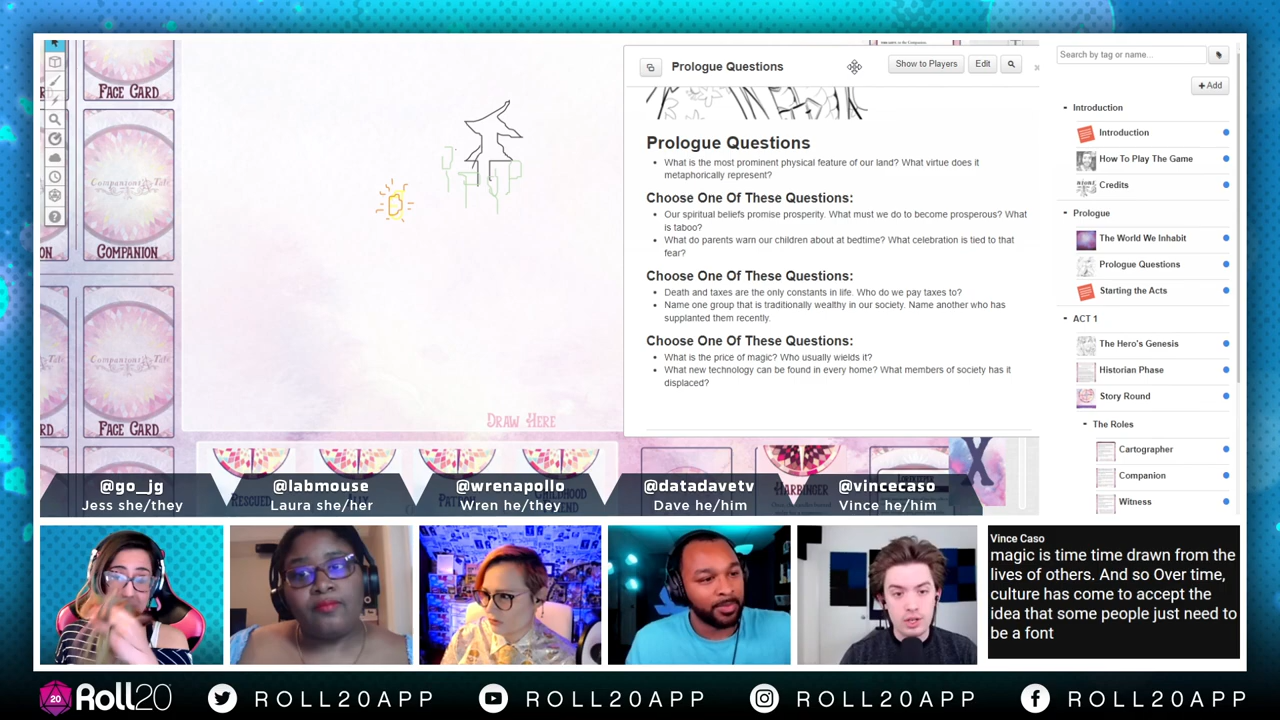 FACE CARD
Companion's Tale
COMPANION
ON
Companion's Tale
FACE CARD
DRAW HERE
Prologue Questions
Show to Players
Edit
Prologue Questions
What is the most prominent physical feature of our land? What virtue does it
metaphorically represent?
Choose One Of These Questions:
Our spiritual beliefs promise prosperity. What must we do to become prosperous? What
is taboo?
What do parents warn our children about at bedtime? What celebration is tied to that
fear?
Choose One Of These Questions:
Death and taxes are the only constants in life. Who do we pay taxes to?
Name one group that is traditionally wealthy in our society. Name another who has
supplanted them recently.
Choose One Of These Questions:
What is the price of magic? Who usually wields it?
What new technology can be found in every home? What members of society has it
displaced?
Search by tag or name...
+ Add
Introduction
Introduction
How To Play The Game
Credits
Prologue
The World We Inhabit
Prologue Questions
Starting the Acts
ACT 1
The Hero's Genesis
Historian Phase
Story Round
The Roles
Cartographer
Companion
Witness
RESCUED
HARBINGER
X
@go_jg
Jess she/they
@labmouse
Laura she/her
@wrenapollo
Wren he/they
@datadavetv
Dave he/him
@vincecaso
Vince he/him
Vince Caso
magic is time time drawn from the
lives of others. And so Over time,
culture has come to accept the
idea that some people just need to
be a font
20
Roll20
ROLL20APP
ROLL20APP
ROLL20APP
ROLL20APP